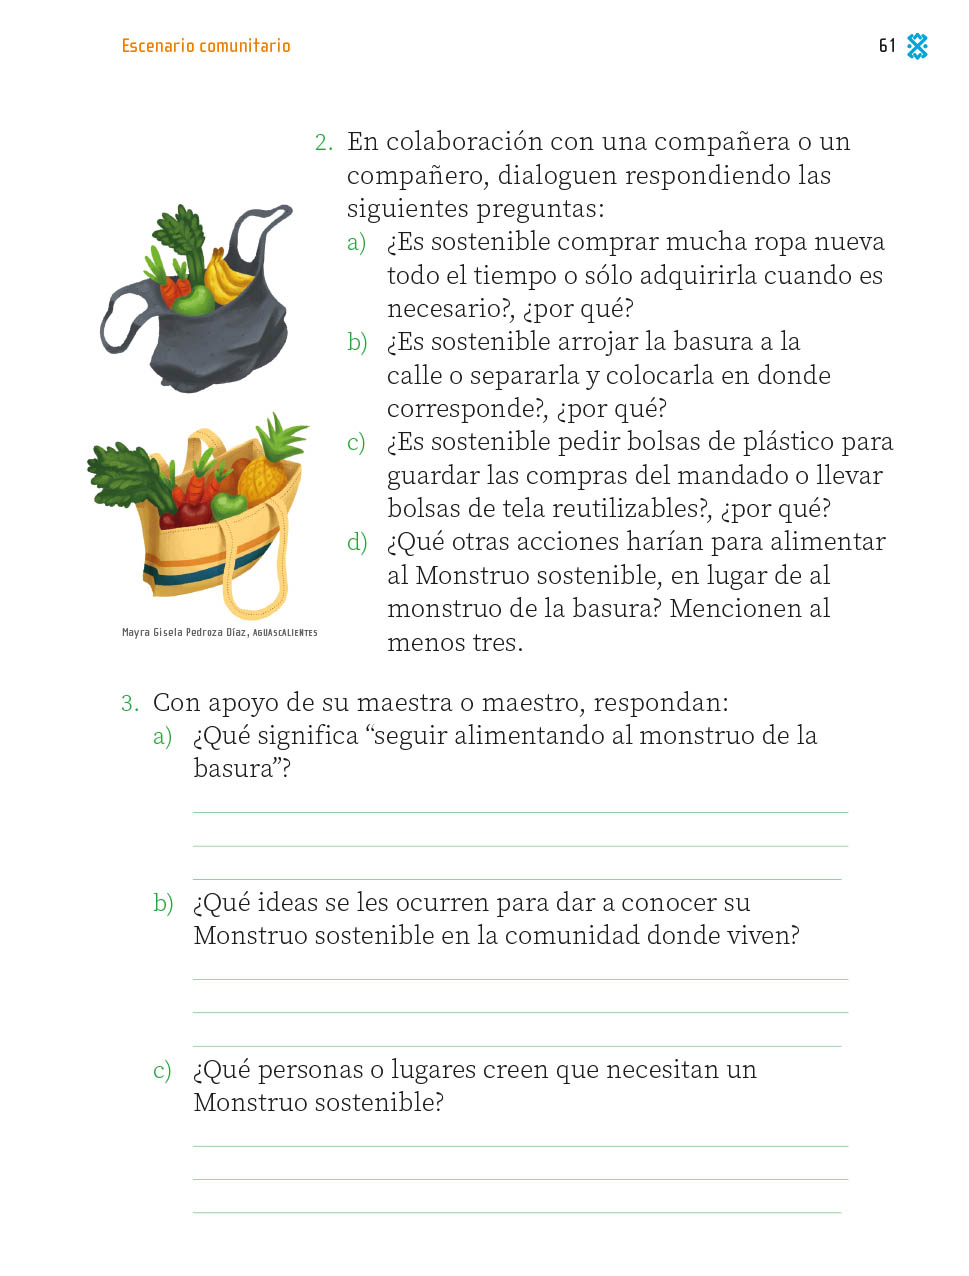 Escenario comunitario
61
2. En colaboración con una compañera o un
compañero, dialoguen respondiendo las
siguientes preguntas:
a) ¿Es sostenible comprar mucha ropa nueva
todo el tiempo o sólo adquirirla cuando es
necesario?, ¿por qué?
b) ¿Es sostenible arrojar la basura a la
calle o separarla y colocarla en donde
corresponde?, ¿por qué?
c) ¿Es sostenible pedir bolsas de plástico para
guardar las compras del mandado o llevar
bolsas de tela reutilizables?, ¿por qué?
d) ¿Qué otras acciones harían para alimentar
al Monstruo sostenible, en lugar de al
monstruo de la basura? Mencionen al
menos tres.
Mayra Gisela Pedroza Díaz, AGUASCALIENTES
3. Con apoyo de su maestra o maestro, respondan:
a) ¿Qué significa “seguir alimentando al monstruo de la
basura”?
b) ¿Qué ideas se les ocurren para dar a conocer su
Monstruo sostenible en la comunidad donde viven?
c) ¿Qué personas o lugares creen que necesitan un
Monstruo sostenible?